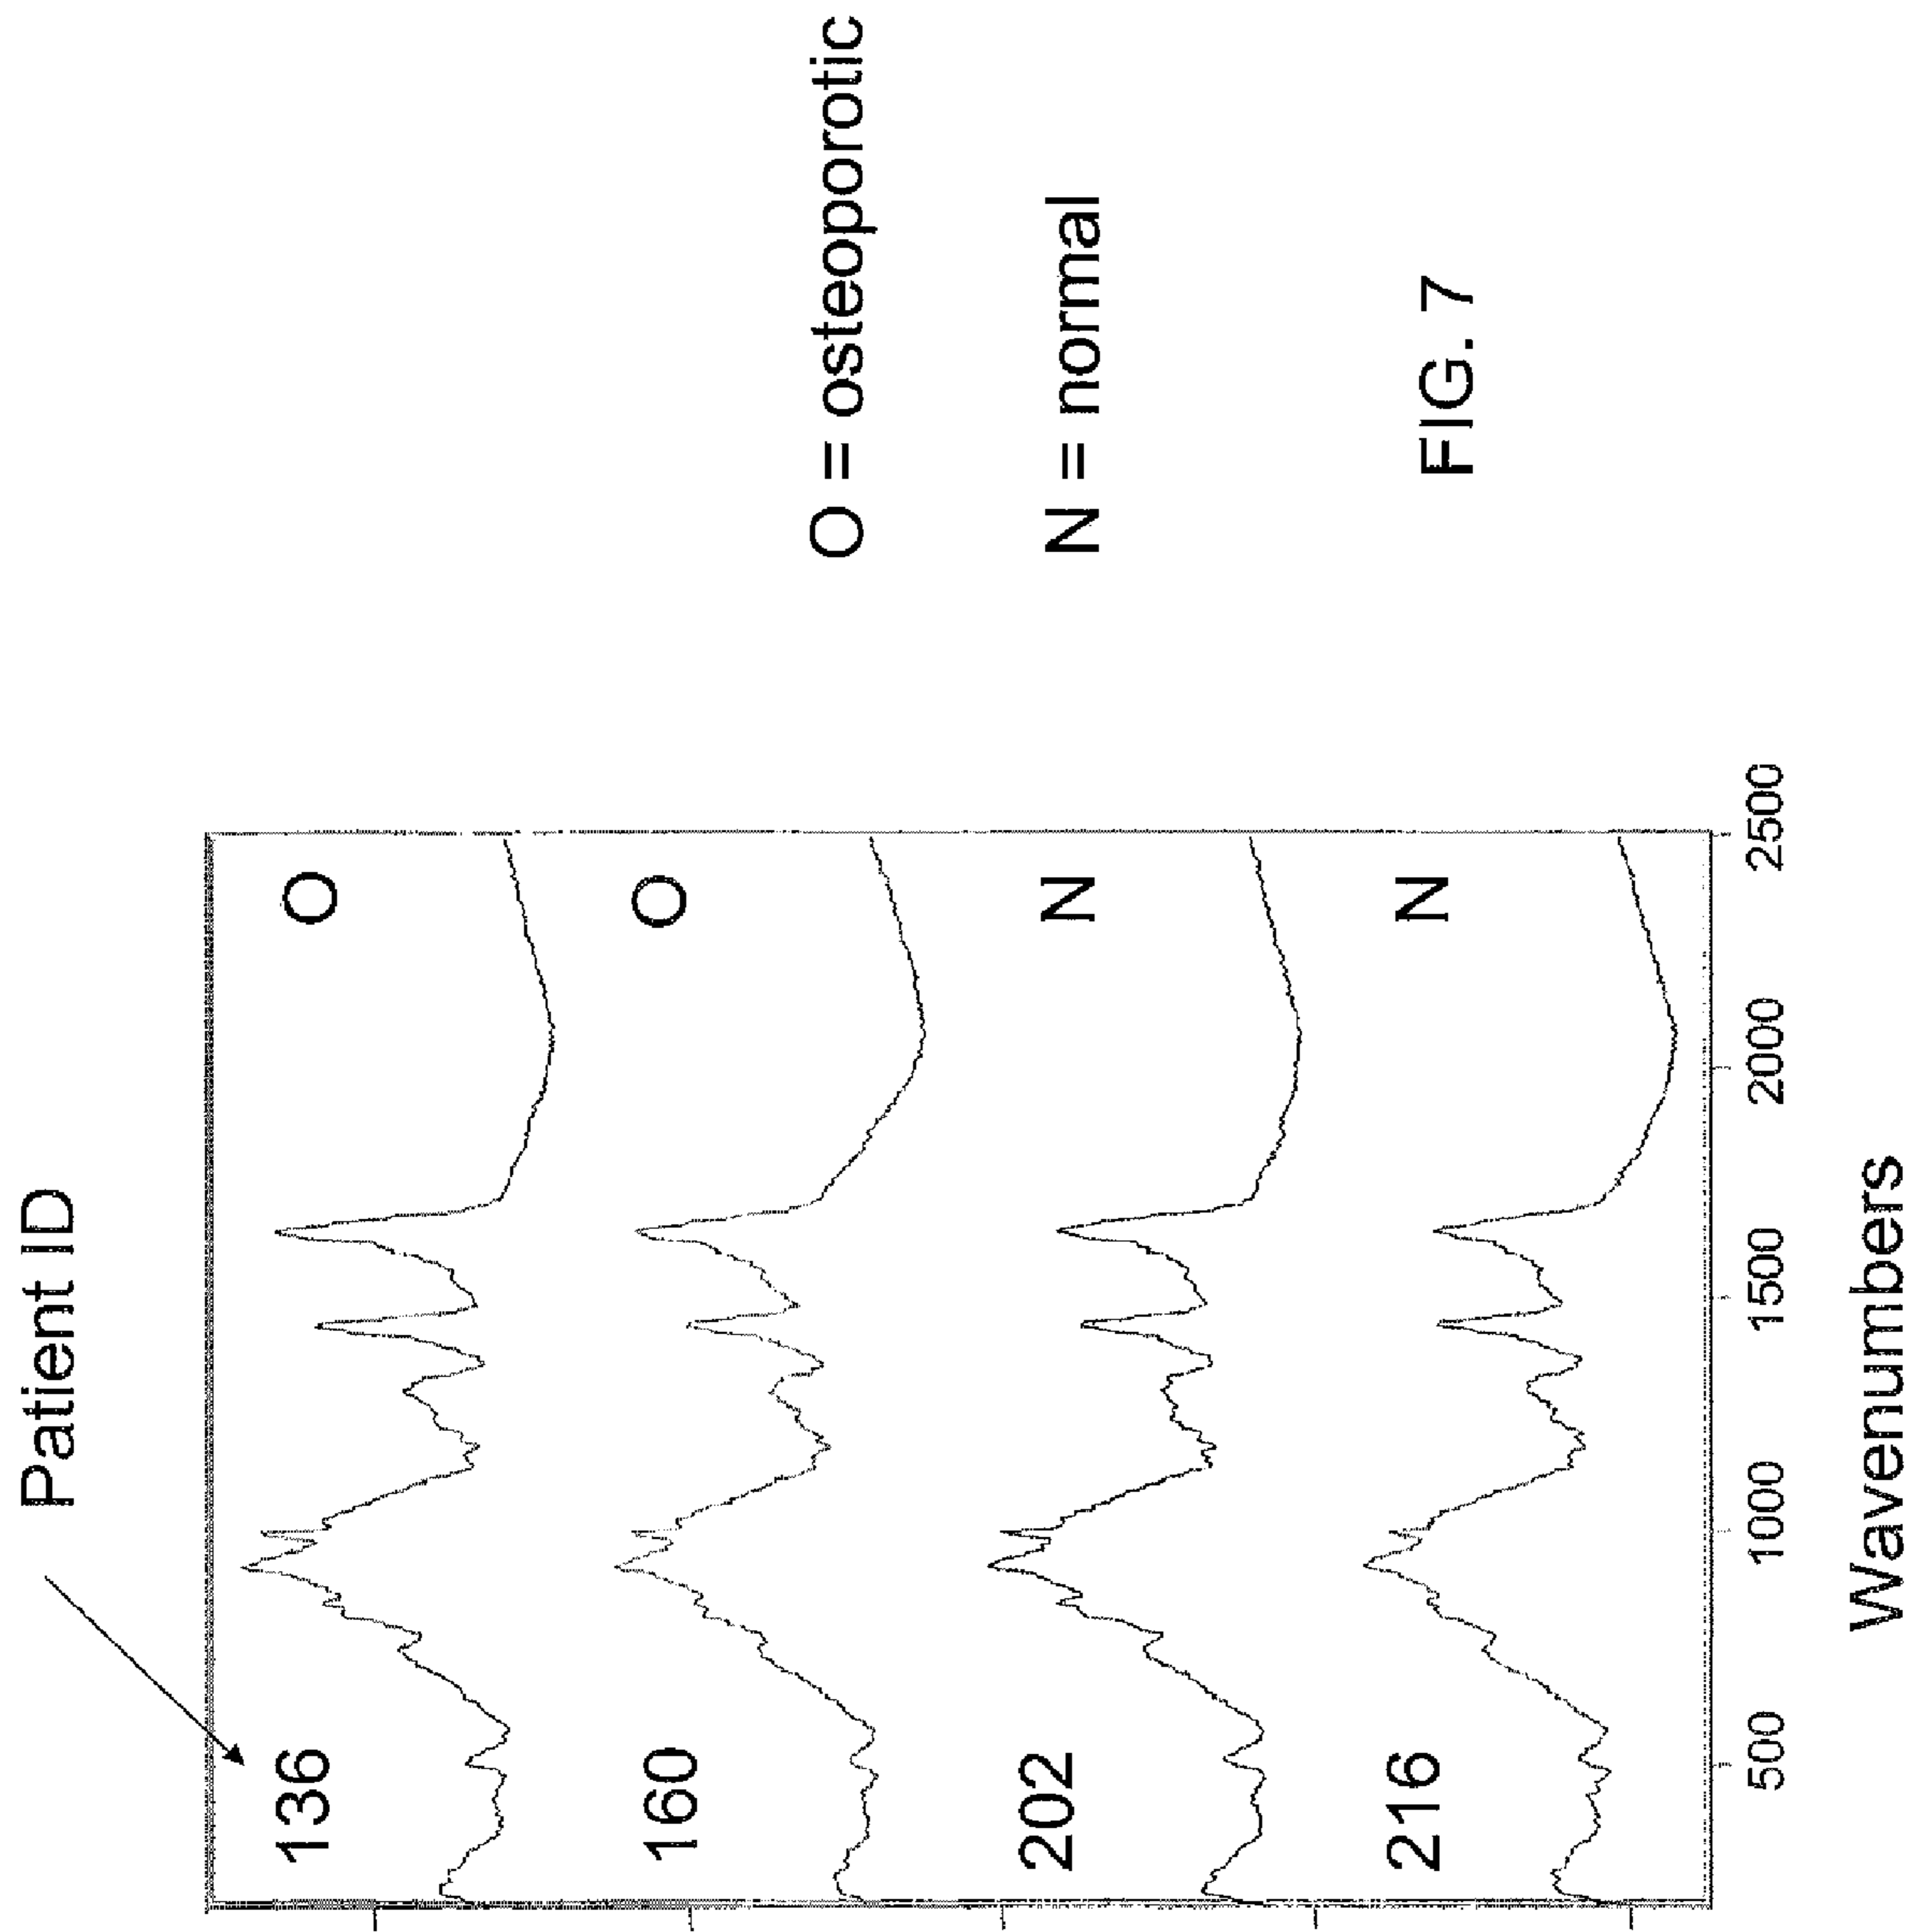 Patient ID
136 O
160 O
202 N
216 N
500 1000 1500 2000 2500
Wavenumbers
O = osteoporotic
N = normal
FIG. 7